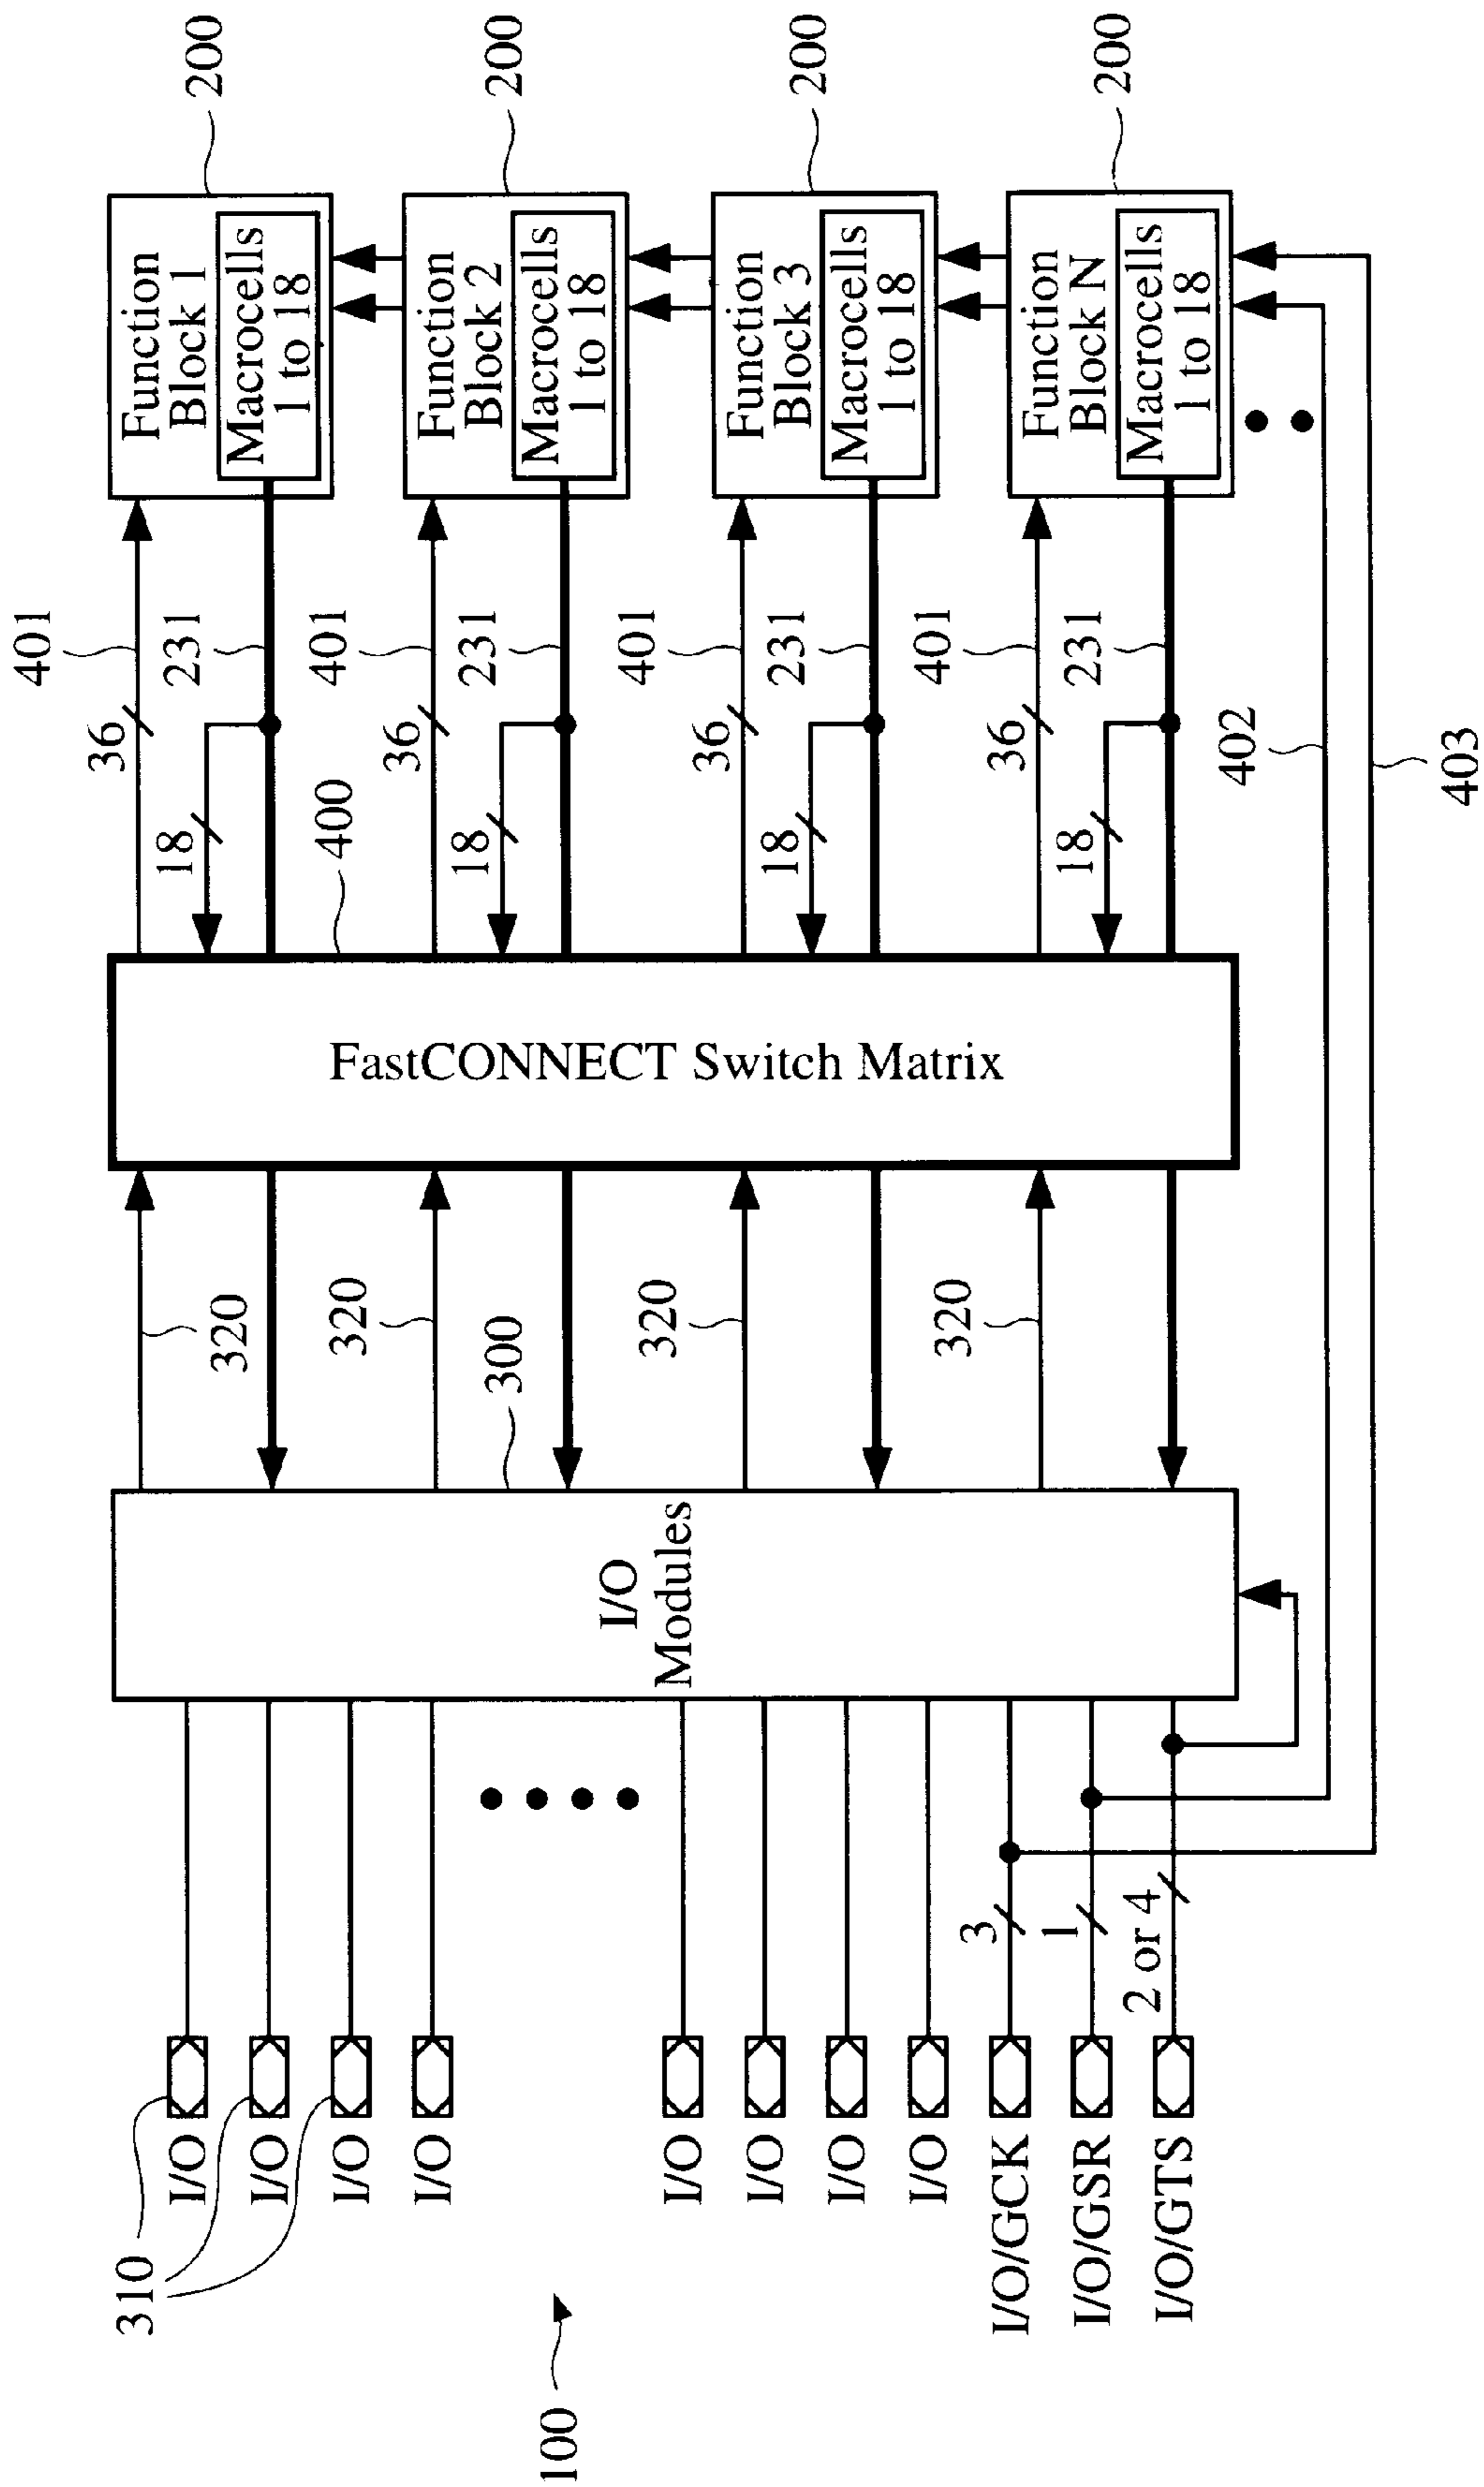 310
I/O
I/O
I/O
I/O
I/O
I/O
I/O
I/O
I/O/GCK
I/O/GSR
I/O/GTS
3
1
2 or 4
100
I/O
Modules
300
320
320
320
320
FastCONNECT Switch Matrix
400
36
401
18
231
36
401
18
231
36
401
18
231
36
401
18
231
402
403
Function
Block 1
Macrocells
1 to 18
200
Function
Block 2
Macrocells
1 to 18
200
Function
Block 3
Macrocells
1 to 18
200
Function
Block N
Macrocells
1 to 18
200